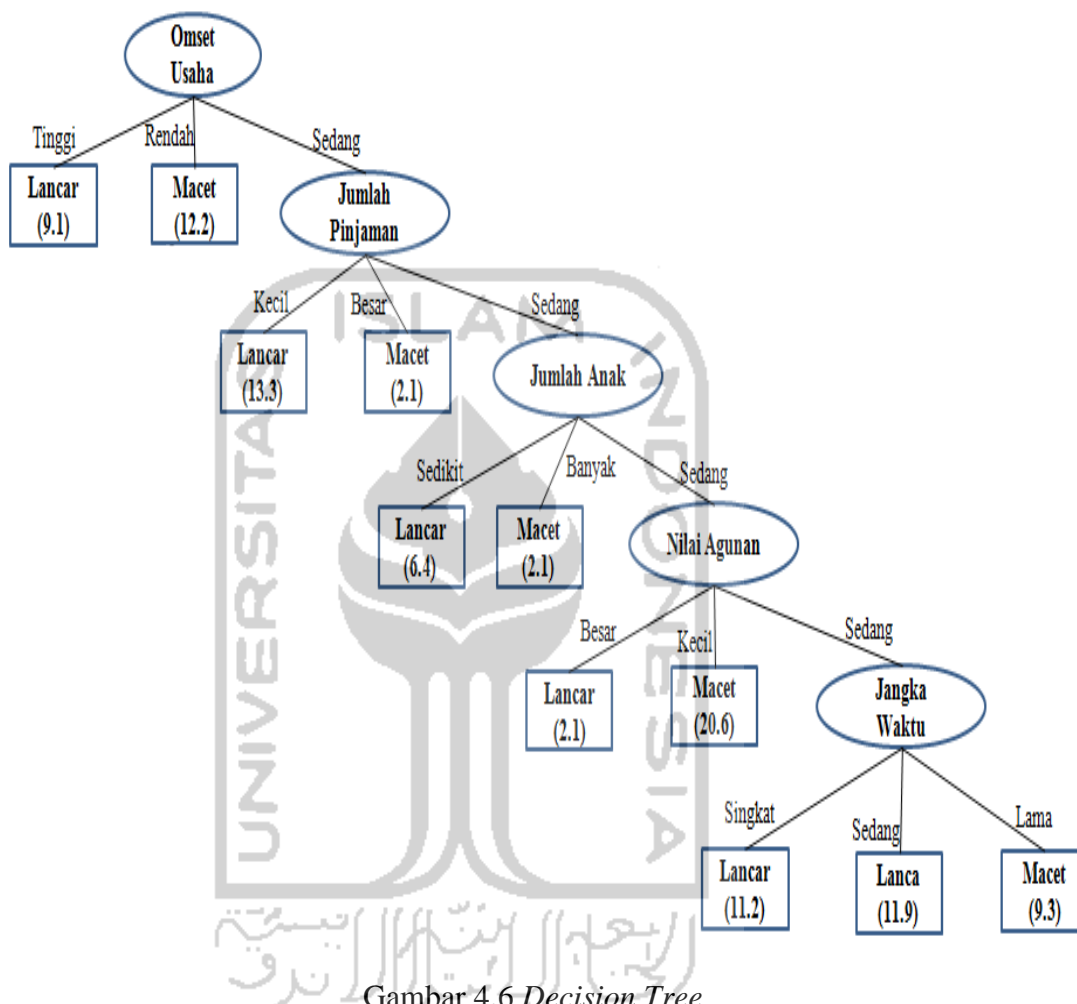 Omset
Usaha
Tinggi
Rendah
Sedang
Lancar
(9.1)
Macet
(12.2)
Jumlah
Pinjaman
Kecil
Besar
Sedang
Lancar
(13.3)
Macet
(2.1)
Jumlah Anak
Sedikit
Banyak
Sedang
Lancar
(6.4)
Macet
(2.1)
Nilai Agunan
Besar
Kecil
Sedang
Lancar
(2.1)
Macet
(20.6)
Jangka
Waktu
Singkat
Sedang
Lama
Lancar
(11.2)
Lanca
(11.9)
Macet
(9.3)
UNIVERSITAS
ISLAM
INDONESIA
Gambar 4.6 Decision Tree